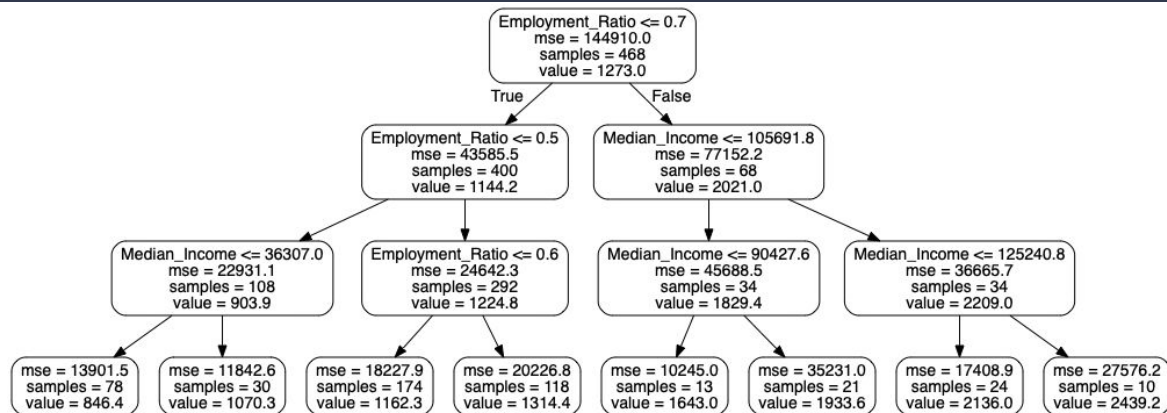 Employment_Ratio <= 0.7
mse = 144910.0
samples = 468
value = 1273.0
True
False
Employment_Ratio <= 0.5
mse = 43585.5
samples = 400
value = 1144.2
Median_Income <= 105691.8
mse = 77152.2
samples = 68
value = 2021.0
Median_Income <= 36307.0
mse = 22931.1
samples = 108
value = 903.9
Employment_Ratio <= 0.6
mse = 24642.3
samples = 292
value = 1224.8
Median_Income <= 90427.6
mse = 45688.5
samples = 34
value = 1829.4
Median_Income <= 125240.8
mse = 36665.7
samples = 34
value = 2209.0
mse = 13901.5
samples = 78
value = 846.4
mse = 11842.6
samples = 30
value = 1070.3
mse = 18227.9
samples = 174
value = 1162.3
mse = 20226.8
samples = 118
value = 1314.4
mse = 10245.0
samples = 13
value = 1643.0
mse = 35231.0
samples = 21
value = 1933.6
mse = 17408.9
samples = 24
value = 2136.0
mse = 27576.2
samples = 10
value = 2439.2